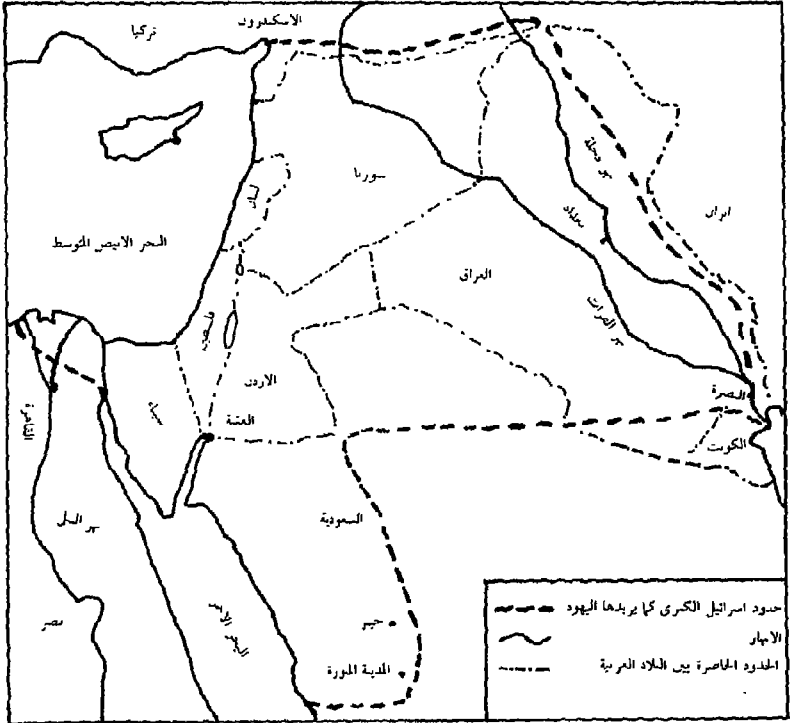 تركيا
الاسكندرون
نهر دجلة
سوريا
لبنان
ايران
بغداد
البحر الابيض المتوسط
العراق
فلسطين
نهر الفرات
الاردن
البصرة
العقبة
سيناء
القاهرة
الكويت
السعودية
نهر النيل
حدود اسرائيل الكبرى كما يريدها اليهود
الانهار
الحدود الحاضرة بين البلاد العربية
خيبر
مصر
البحر الاحمر
المدينة المنورة